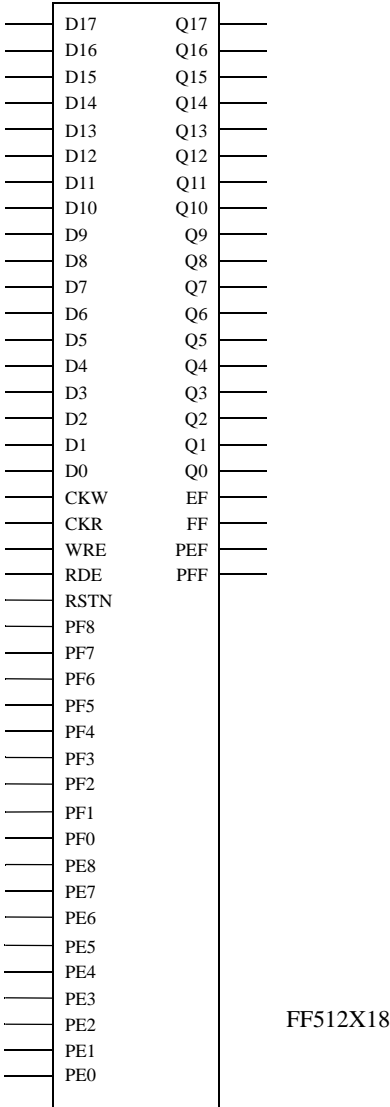 D17 Q17
D16 Q16
D15 Q15
D14 Q14
D13 Q13
D12 Q12
D11 Q11
D10 Q10
D9 Q9
D8 Q8
D7 Q7
D6 Q6
D5 Q5
D4 Q4
D3 Q3
D2 Q2
D1 Q1
D0 Q0
CKW EF
CKR FF
WRE PEF
RDE PFF
RSTN
PF8
PF7
PF6
PF5
PF4
PF3
PF2
PF1
PF0
PE8
PE7
PE6
PE5
PE4
PE3
PE2 FF512X18
PE1
PE0